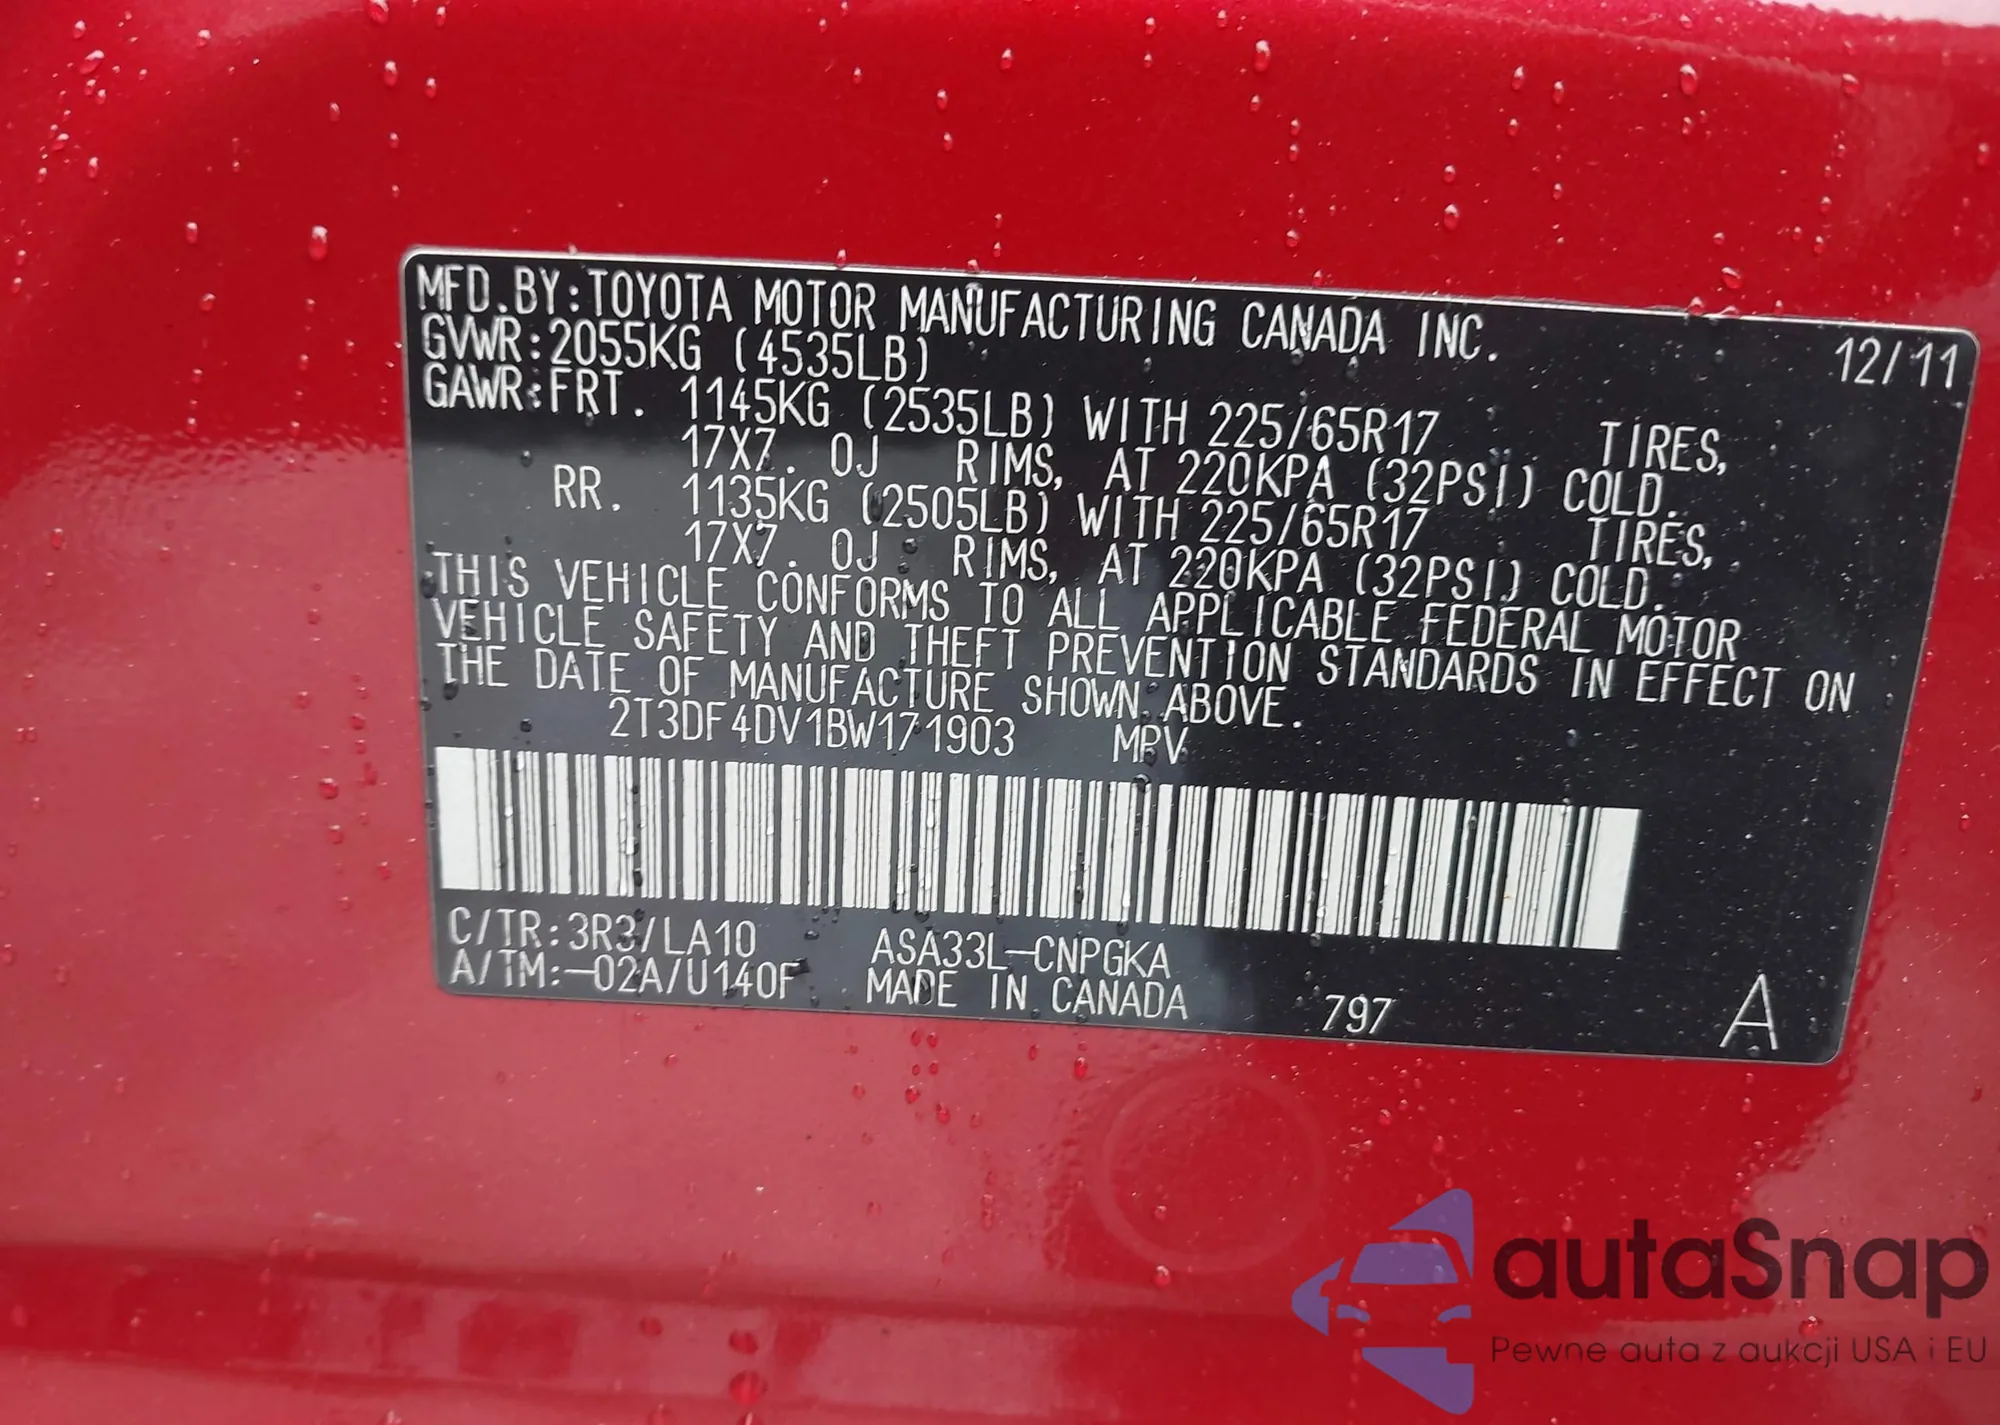 MFD.BY:TOYOTA MOTOR MANUFACTURING CANADA INC. 12/11
GVWR:2055KG (4535LB)
GAWR:FRT. 1145KG (2535LB) WITH 225/65R17 TIRES,
17X7.0J RIMS, AT 220KPA (32PSI) COLD.
RR. 1135KG (2505LB) WITH 225/65R17 TIRES,
17X7.0J RIMS, AT 220KPA (32PSI) COLD.
THIS VEHICLE CONFORMS TO ALL APPLICABLE FEDERAL MOTOR
VEHICLE SAFETY AND THEFT PREVENTION STANDARDS IN EFFECT ON
THE DATE OF MANUFACTURE SHOWN ABOVE.
2T3DF4DV1BW171903 MPV
C/TR:3R3/LA10 ASA33L-CNPGKA
A/TM:-02A/U140F MADE IN CANADA 797 A
autaSnap
Pewne auta z aukcji USA i EU